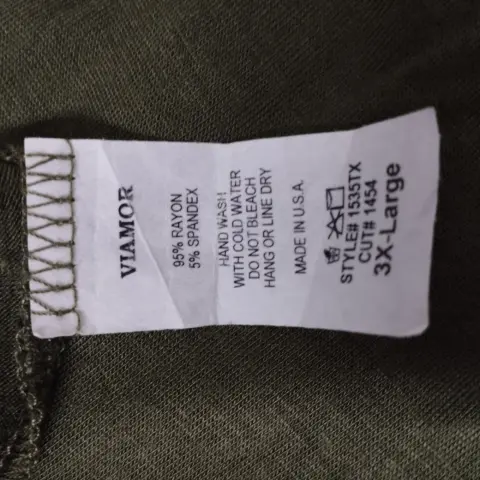 VIAMOR
95% RAYON
5% SPANDEX
HAND WASH
WITH COLD WATER
DO NOT BLEACH
HANG OR LINE DRY
MADE IN U.S.A.
STYLE# 1535TX
CUT# 1454
3X-Large